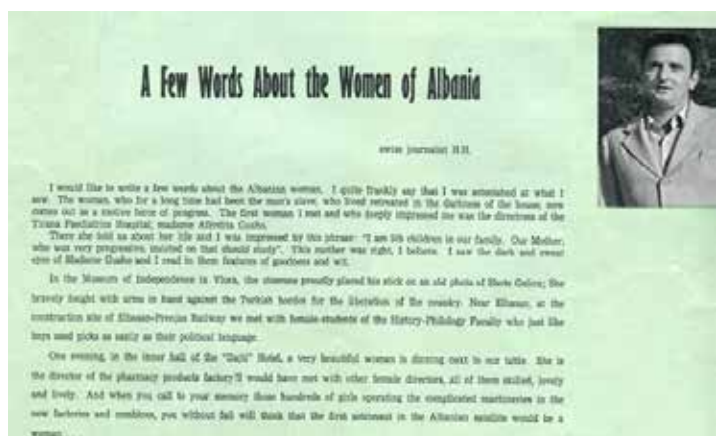 A Few Words About the Women of Albania
swiss journalist H.H.
I would like to write a few words about the Albanian woman. I quite frankly say that I was astonished at what I
saw. The woman, who for a long time had been the man's slave, who lived retreated in the darkness of the house, now
comes out as a motive force of progress. The first woman I met and who deeply impressed me was the directress of the
Tirana Paediatrics Hospital, madame
There she told us about her life and I was impressed by this phrase: "I am 5th children in our family. Our Mother,
who was very progressive, insisted on that should study". This mother was right, I believe. I saw the dark and sweet
eyes of Madame and I read in them features of goodness and wit.
In the Museum of Independence in Vlora, the cicerone proudly placed his stick on an old photo of She
bravely fought with arms in hand against the Turkish hordes for the liberation of the country. Near Elbasan, at the
construction site of Elbasan-Prenjas Railway we met with female-students of the History-Philology Faculty who just like
boys used picks as easily as their political language.
One evening, in the inner hall of the "Dajti" Hotel, a very beautiful woman is dinning next to our table. She is
the director of the pharmacy products factory'll would have met with other female directors, all of them skilled, lovely
and lively. And when you call to your memory those hundreds of girls operating the complicated machineries in the
new factories and combines, you without fail will think that the first astronaut in the Albanian satellite would be a
woman.